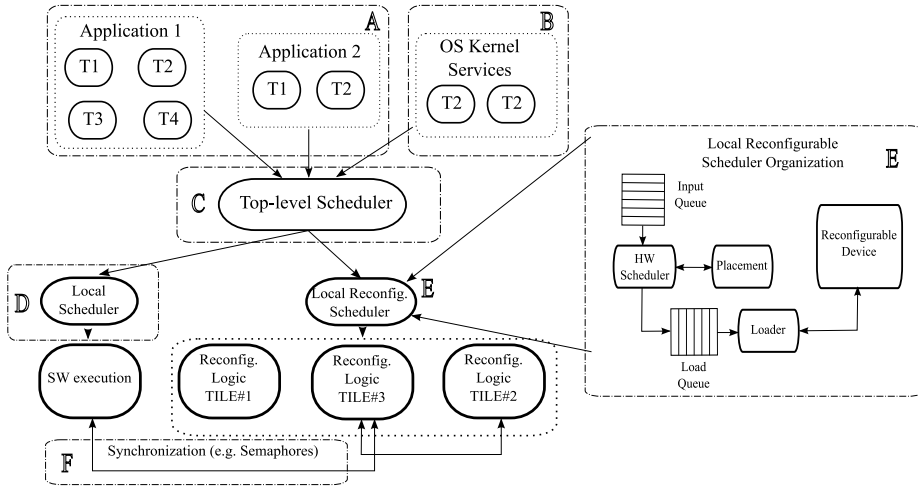 A
B
Application 1
T1
T2
T3
T4
Application 2
T1
T2
OS Kernel
Services
T2
T2
C
Top-level Scheduler
D
Local
Scheduler
Local Reconfig.
Scheduler
E
SW execution
Reconfig.
Logic
TILE#1
Reconfig.
Logic
TILE#3
Reconfig.
Logic
TILE#2
F
Synchronization (e.g. Semaphores)
Local Reconfigurable
Scheduler Organization
E
Input
Queue
HW
Scheduler
Placement
Reconfigurable
Device
Load
Queue
Loader